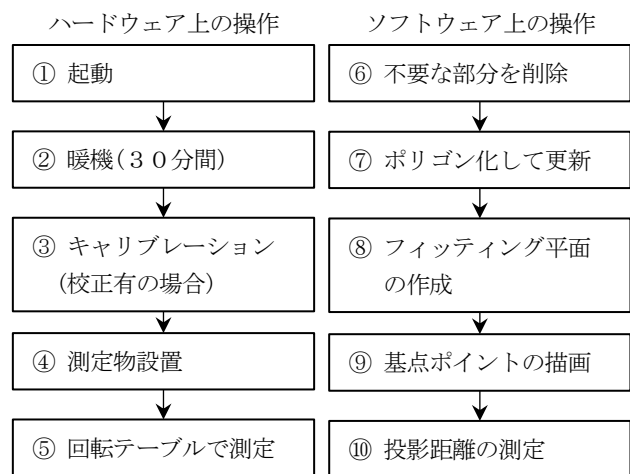 ハードウェア上の操作
① 起動
② 暖機(３０分間)
③ キャリブレーション
(校正有の場合)
④ 測定物設置
⑤ 回転テーブルで測定
ソフトウェア上の操作
⑥ 不要な部分を削除
⑦ ポリゴン化して更新
⑧ フィッティング平面
の作成
⑨ 基点ポイントの描画
⑩ 投影距離の測定